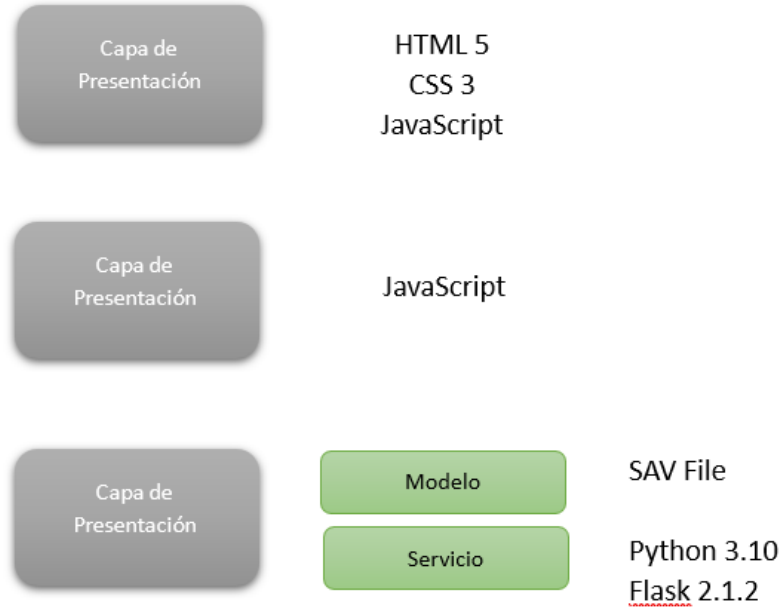 Capa de
Presentación
HTML 5
CSS 3
JavaScript
Capa de
Presentación
JavaScript
Capa de
Presentación
Modelo
SAV File
Servicio
Python 3.10
Flask 2.1.2